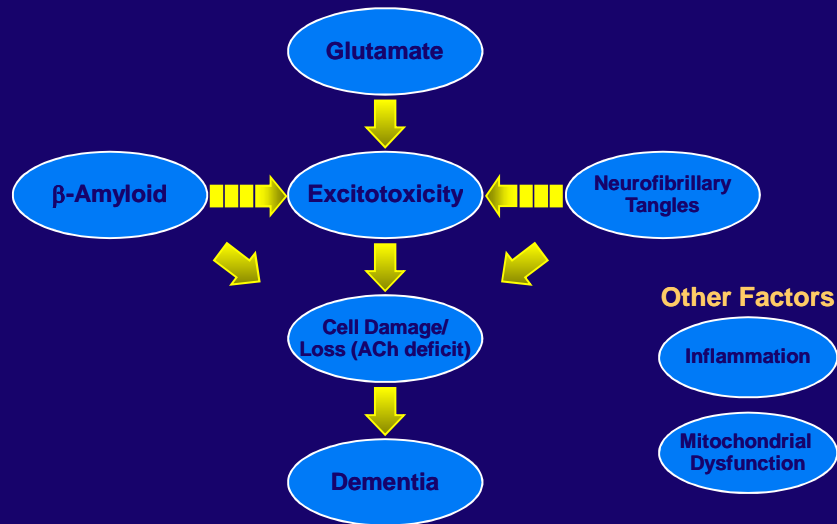 Glutamate
β-Amyloid
Excitotoxicity
Neurofibrillary
Tangles
Cell Damage/
Loss (ACh deficit)
Other Factors
Inflammation
Mitochondrial
Dysfunction
Dementia